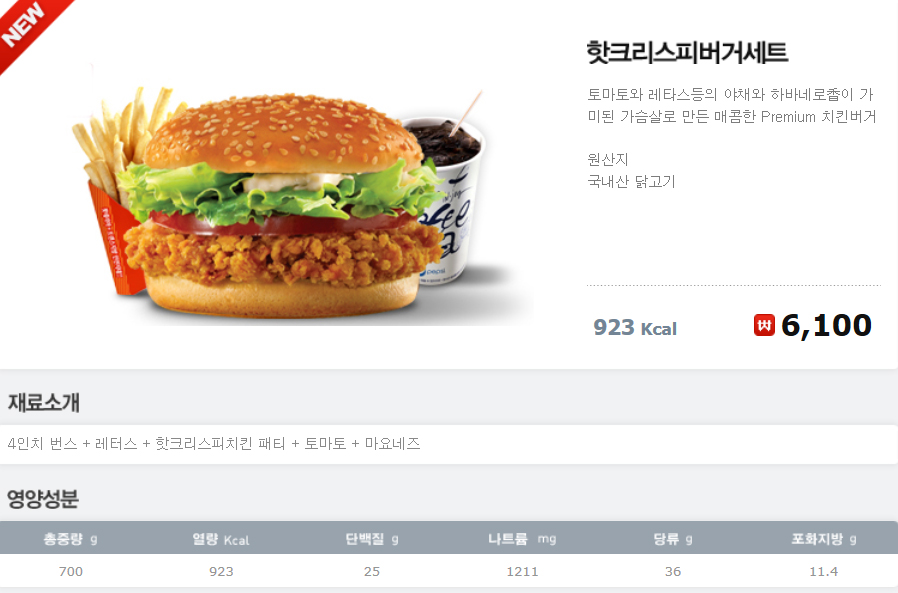 NEW
핫크리스피버거세트
토마토와 레타스등의 야채와 하바네로홉이 가
미된 가슴살로 만든 매콤한 Premium 치킨버거
원산지
국내산 닭고기
pepsi
923 Kcal
₩ 6,100
재료소개
4인치 번스 + 레터스 + 핫크리스피치킨 패티 + 토마토 + 마요네즈
영양성분
총중량 g 열량 Kcal 단백질 g 나트륨 mg 당류 g 포화지방 g
700 923 25 1211 36 11.4